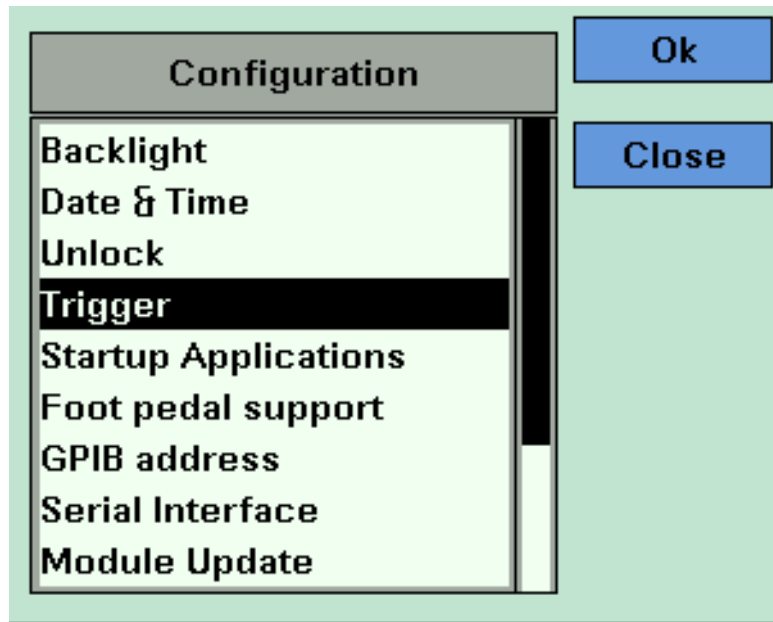 Configuration
Ok
Close
Backlight
Date & Time
Unlock
Trigger
Startup Applications
Foot pedal support
GPIB address
Serial Interface
Module Update